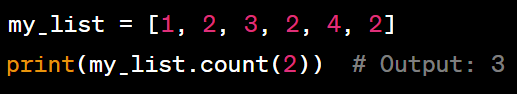 my_list = [1, 2, 3, 2, 4, 2]
print(my_list.count(2))  # Output: 3